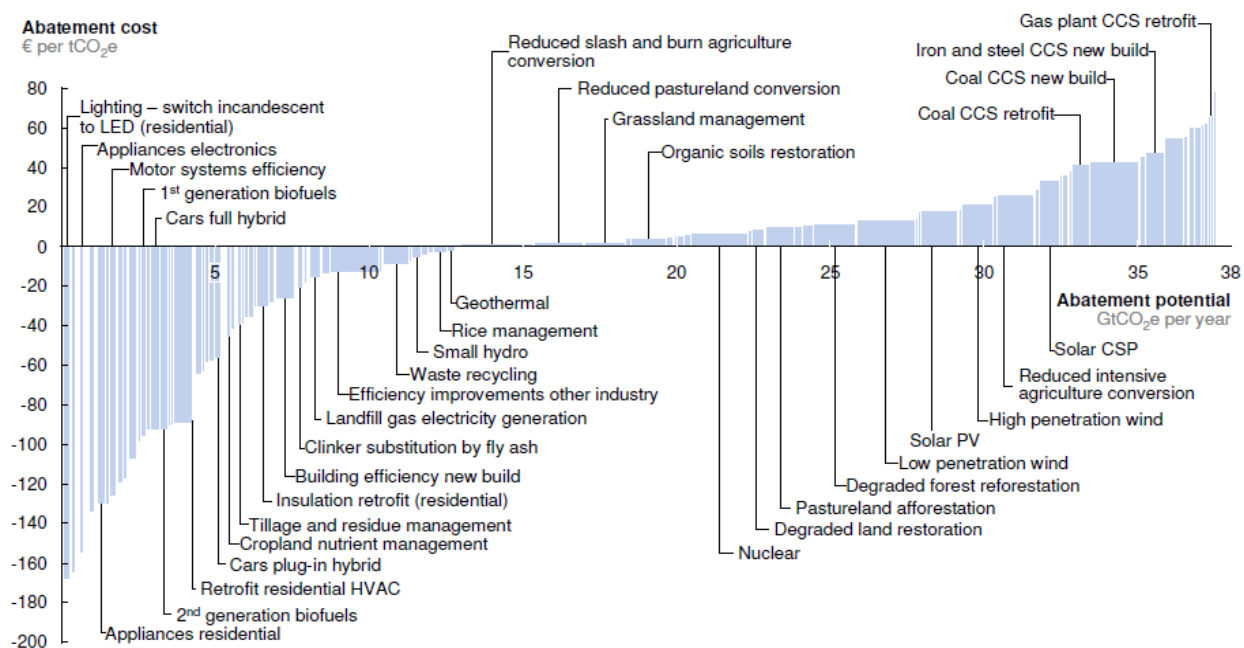 Abatement cost
€ per tCO2e
Gas plant CCS retrofit
Iron and steel CCS new build
Coal CCS new build
Coal CCS retrofit
Reduced slash and burn agriculture
conversion
Reduced pastureland conversion
Grassland management
Organic soils restoration
80
60
40
20
0
-20
-40
-60
-80
-100
-120
-140
-160
-180
-200
Lighting – switch incandescent
to LED (residential)
Appliances electronics
Motor systems efficiency
1st generation biofuels
Cars full hybrid
5
10
15
20
25
30
35
38
Abatement potential
GtCO2e per year
Geothermal
Rice management
Small hydro
Waste recycling
Efficiency improvements other industry
Landfill gas electricity generation
Clinker substitution by fly ash
Building efficiency new build
Insulation retrofit (residential)
Tillage and residue management
Cropland nutrient management
Cars plug-in hybrid
Retrofit residential HVAC
2nd generation biofuels
Appliances residential
Solar CSP
Reduced intensive
agriculture conversion
High penetration wind
Solar PV
Low penetration wind
Degraded forest reforestation
Pastureland afforestation
Degraded land restoration
Nuclear